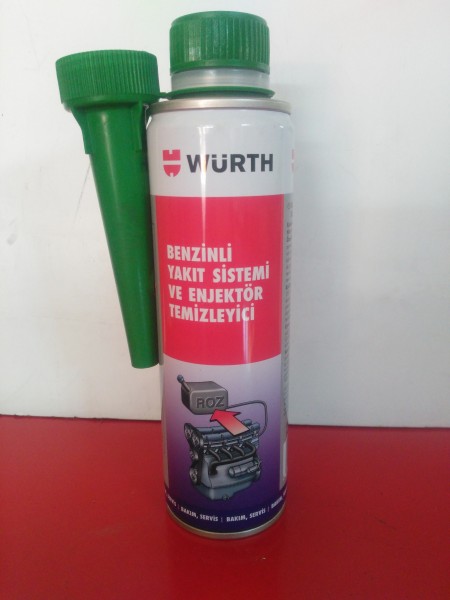 WÜRTH
BENZİNLİ
YAKIT SİSTEMİ
VE ENJEKTÖR
TEMİZLEYİCİ
ROZ
BAKIM, SERVİS | BAKIM, SERVİS |